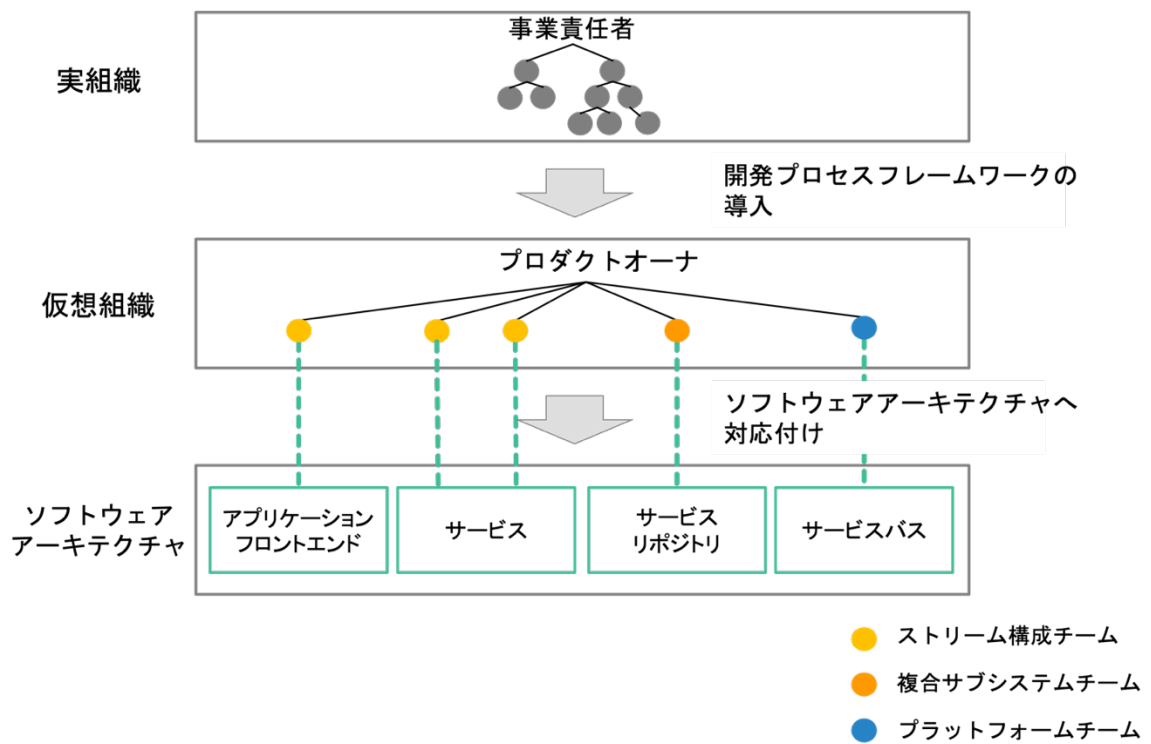 事業責任者
実組織
開発プロセスフレームワークの
導入
プロダクトオーナ
仮想組織
ソフトウェアアーキテクチャへ
対応付け
ソフトウェア
アーキテクチャ
アプリケーション
フロントエンド
サービス
サービス
リポジトリ
サービスバス
ストリーム構成チーム
複合サブシステムチーム
プラットフォームチーム